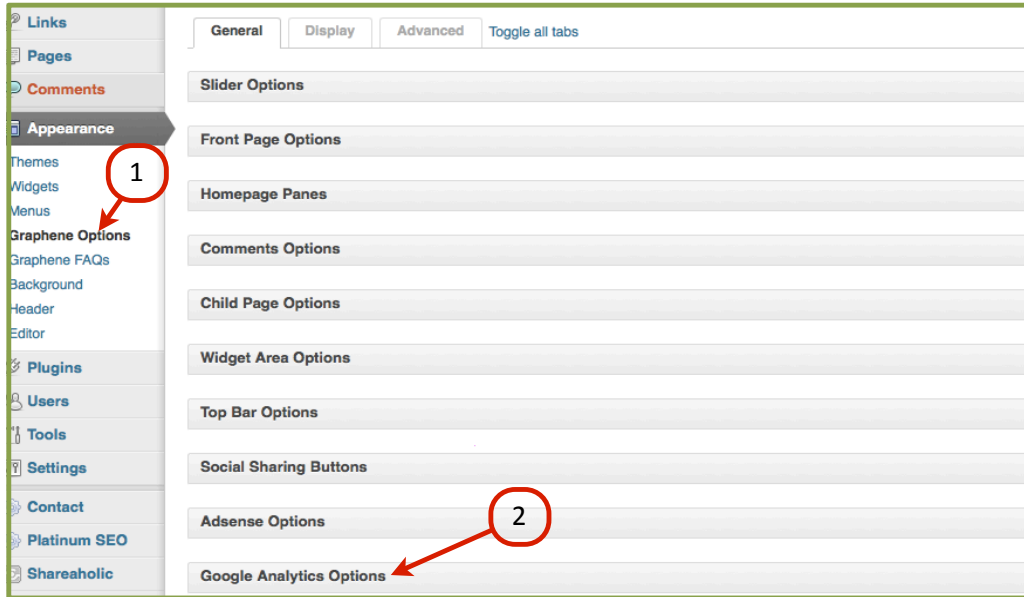 Links
Pages
Comments
Appearance
Themes
Widgets
Menus
Graphene Options
Graphene FAQs
Background
Header
Editor
Plugins
Users
Tools
Settings
Contact
Platinum SEO
Shareaholic
1
General Display Advanced Toggle all tabs
Slider Options
Front Page Options
Homepage Panes
Comments Options
Child Page Options
Widget Area Options
Top Bar Options
Social Sharing Buttons
Adsense Options
2
Google Analytics Options